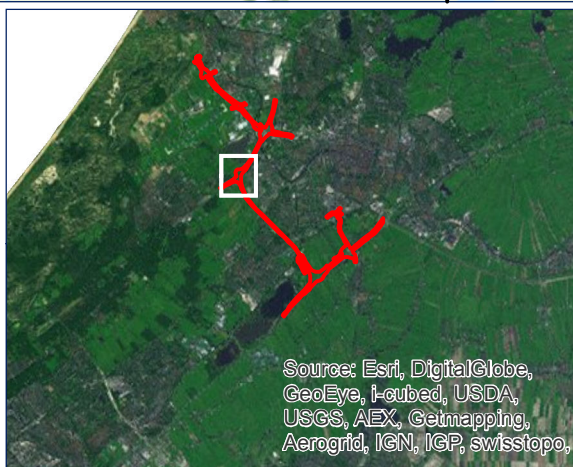 Source: Esri, DigitalGlobe,
GeoEye, i-cubed, USDA,
USGS, AEX, Getmapping,
Aerogrid, IGN, IGP, swisstopo,